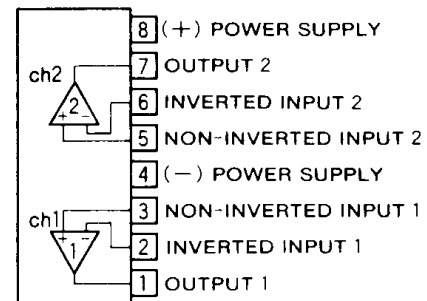 8 (+) POWER SUPPLY
ch2
7 OUTPUT 2
2
+ −
6 INVERTED INPUT 2
5 NON-INVERTED INPUT 2
4 (−) POWER SUPPLY
ch1
3 NON-INVERTED INPUT 1
+ −
1
2 INVERTED INPUT 1
1 OUTPUT 1